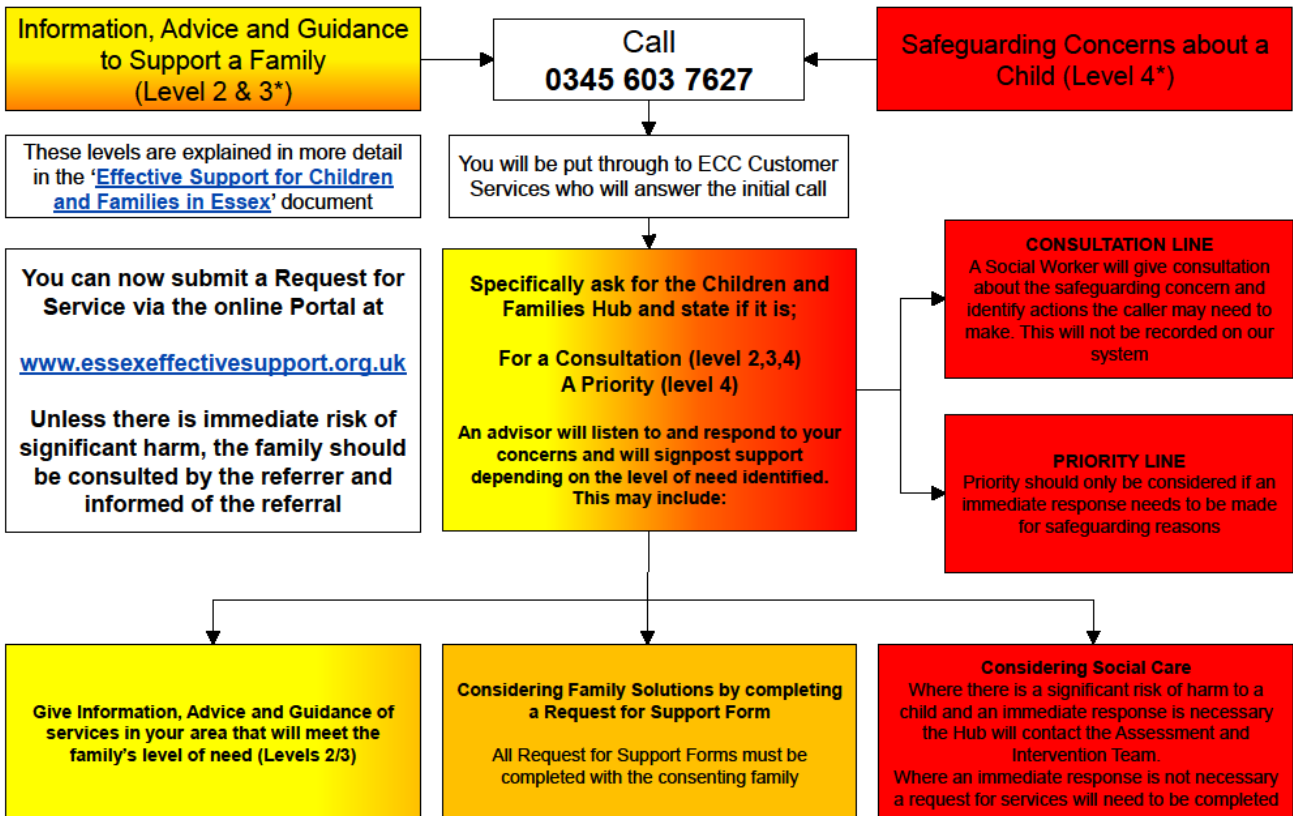 Information, Advice and Guidance
to Support a Family
(Level 2 & 3*)
Call
0345 603 7627
Safeguarding Concerns about a
Child (Level 4*)
These levels are explained in more detail
in the ‘Effective Support for Children
and Families in Essex’ document
You will be put through to ECC Customer
Services who will answer the initial call
You can now submit a Request for
Service via the online Portal at
www.essexeffectivesupport.org.uk
Unless there is immediate risk of
significant harm, the family should
be consulted by the referrer and
informed of the referral
Specifically ask for the Children and
Families Hub and state if it is;
For a Consultation (level 2,3,4)
A Priority (level 4)
An advisor will listen to and respond to your
concerns and will signpost support
depending on the level of need identified.
This may include:
CONSULTATION LINE
A Social Worker will give consultation
about the safeguarding concern and
identify actions the caller may need to
make. This will not be recorded on our
system
PRIORITY LINE
Priority should only be considered if an
immediate response needs to be made
for safeguarding reasons
Give Information, Advice and Guidance of
services in your area that will meet the
family's level of need (Levels 2/3)
Considering Family Solutions by completing
a Request for Support Form
All Request for Support Forms must be
completed with the consenting family
Considering Social Care
Where there is a significant risk of harm to a
child and an immediate response is necessary
the Hub will contact the Assessment and
Intervention Team.
Where an immediate response is not necessary
a request for services will need to be completed